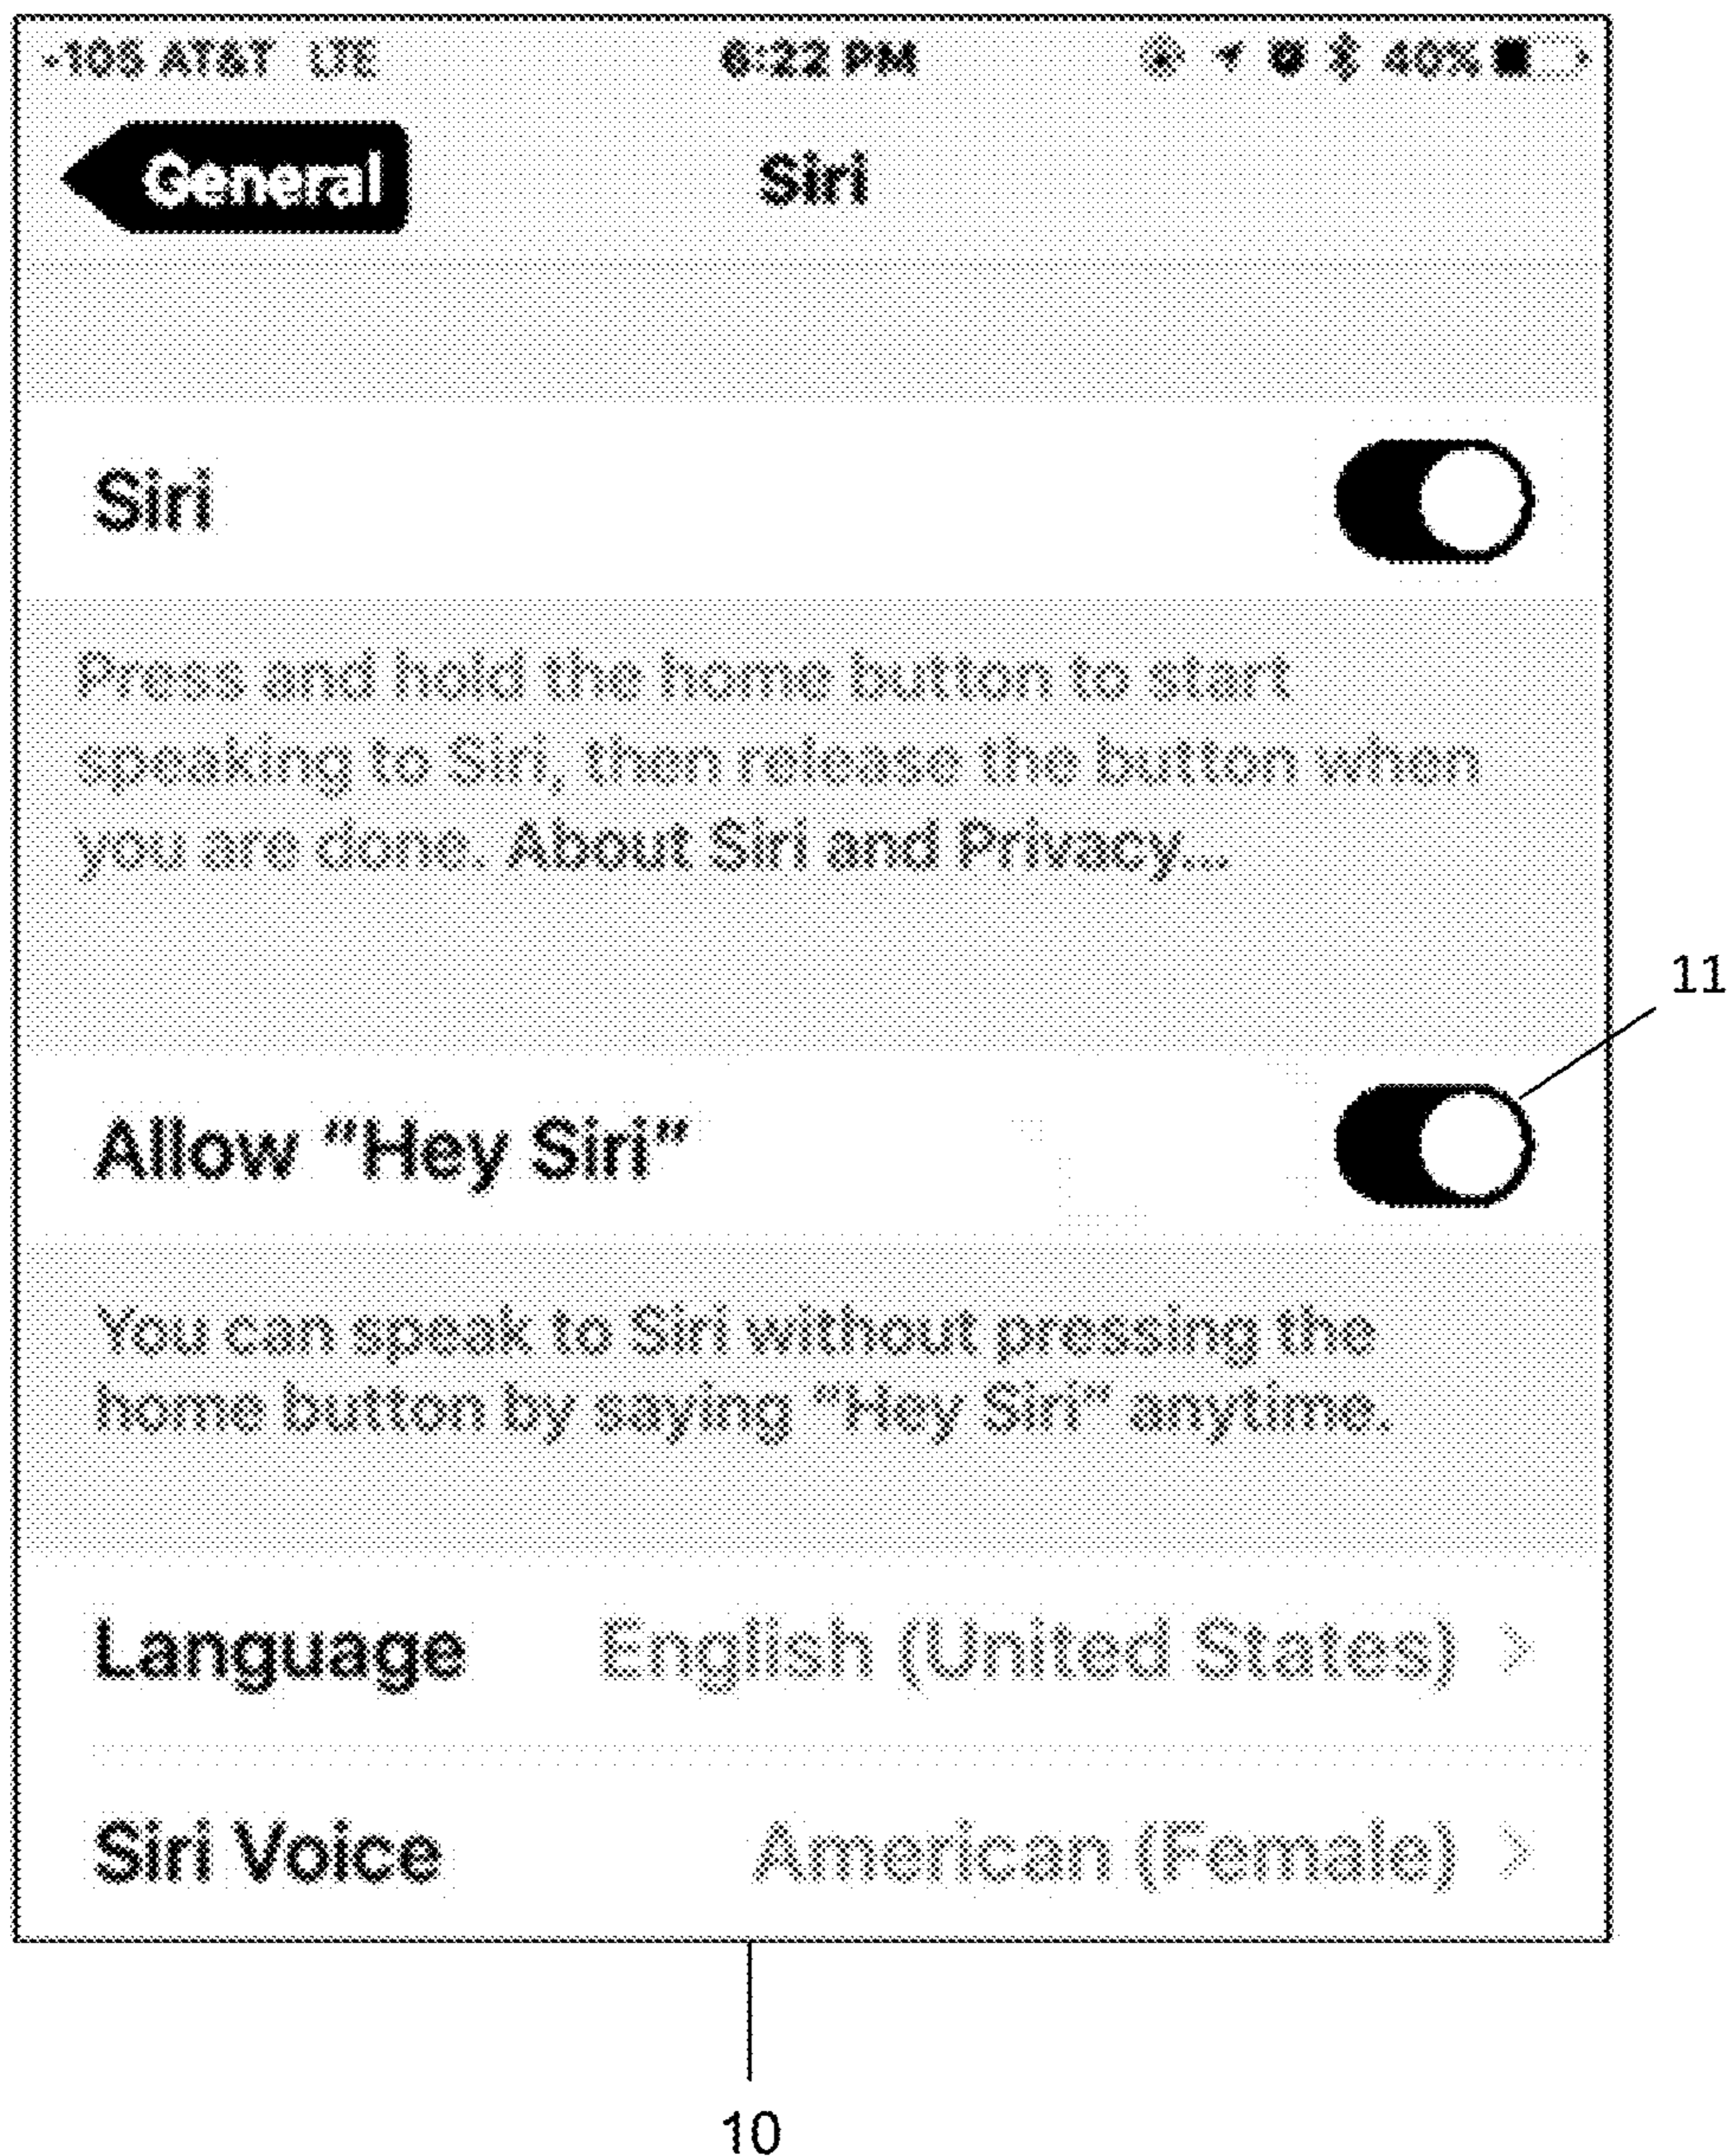 -105 AT&T LTE 6:22 PM 40%
General Siri
Siri
Press and hold the home button to start
speaking to Siri, then release the button when
you are done. About Siri and Privacy...
11
Allow “Hey Siri”
You can speak to Siri without pressing the
home button by saying “Hey Siri” anytime.
Language English (United States) >
Siri Voice American (Female) >
10